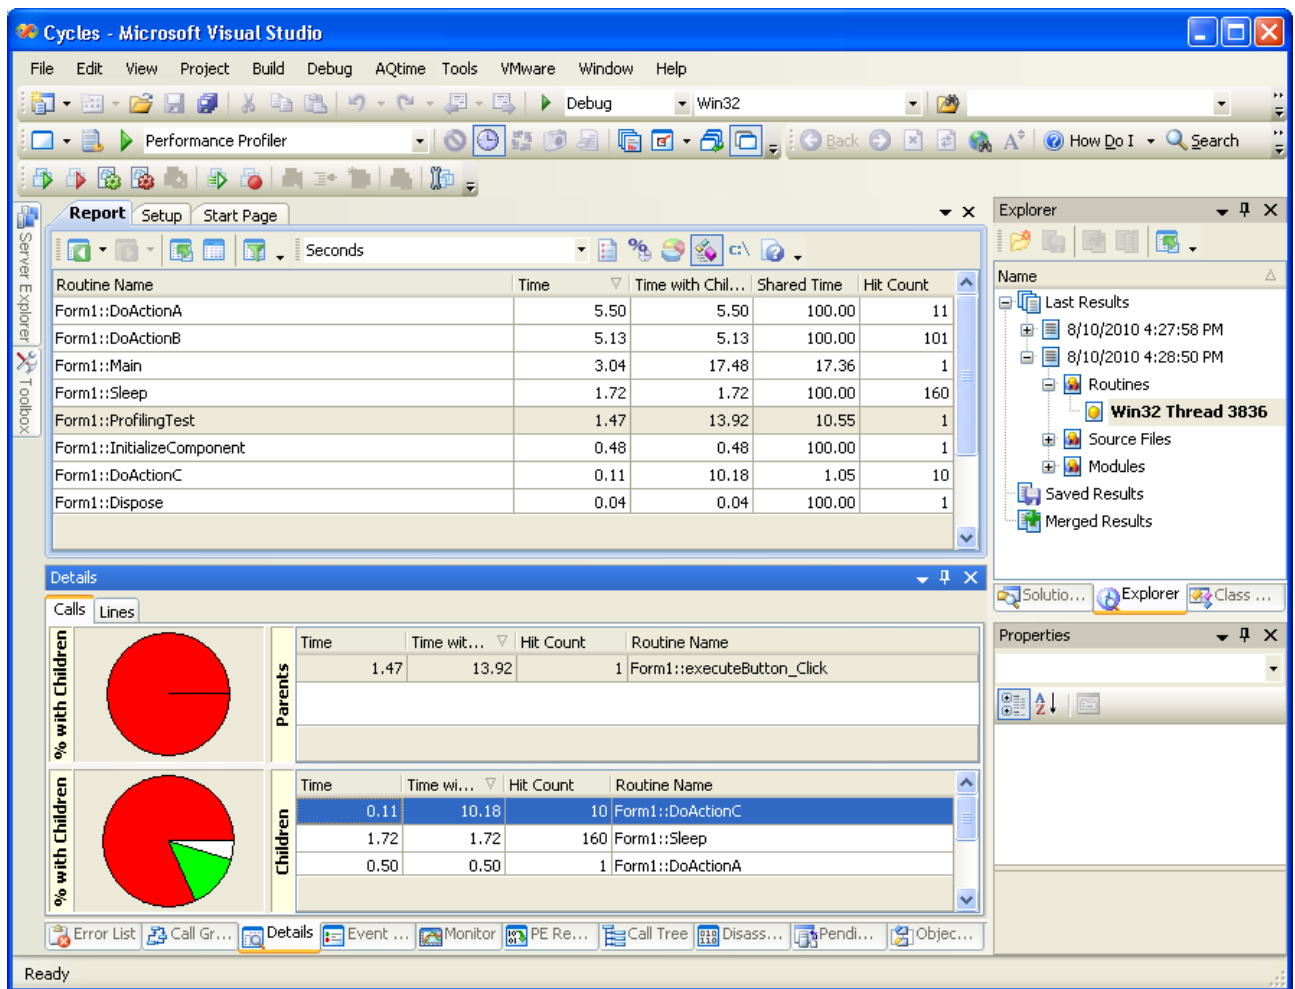 Cycles - Microsoft Visual Studio
File Edit View Project Build Debug AQtime Tools VMware Window Help
Debug Win32
Performance Profiler Back How Do I Search
Server Explorer
Toolbox
Report Setup Start Page
Seconds
Routine Name Time Time with Chil... Shared Time Hit Count
Form1::DoActionA 5.50 5.50 100.00 11
Form1::DoActionB 5.13 5.13 100.00 101
Form1::Main 3.04 17.48 17.36 1
Form1::Sleep 1.72 1.72 100.00 160
Form1::ProfilingTest 1.47 13.92 10.55 1
Form1::InitializeComponent 0.48 0.48 100.00 1
Form1::DoActionC 0.11 10.18 1.05 10
Form1::Dispose 0.04 0.04 100.00 1
Explorer
Name
Last Results
8/10/2010 4:27:58 PM
8/10/2010 4:28:50 PM
Routines
Win32 Thread 3836
Source Files
Modules
Saved Results
Merged Results
Solutio... Explorer Class ...
Properties
Details
Calls Lines
% with Children
Parents
Time Time wit... Hit Count Routine Name
1.47 13.92 1 Form1::executeButton_Click
% with Children
Children
Time Time wi... Hit Count Routine Name
0.11 10.18 10 Form1::DoActionC
1.72 1.72 160 Form1::Sleep
0.50 0.50 1 Form1::DoActionA
Error List Call Gr... Details Event ... Monitor PE Re... Call Tree Disass... Pendi... Objec...
Ready